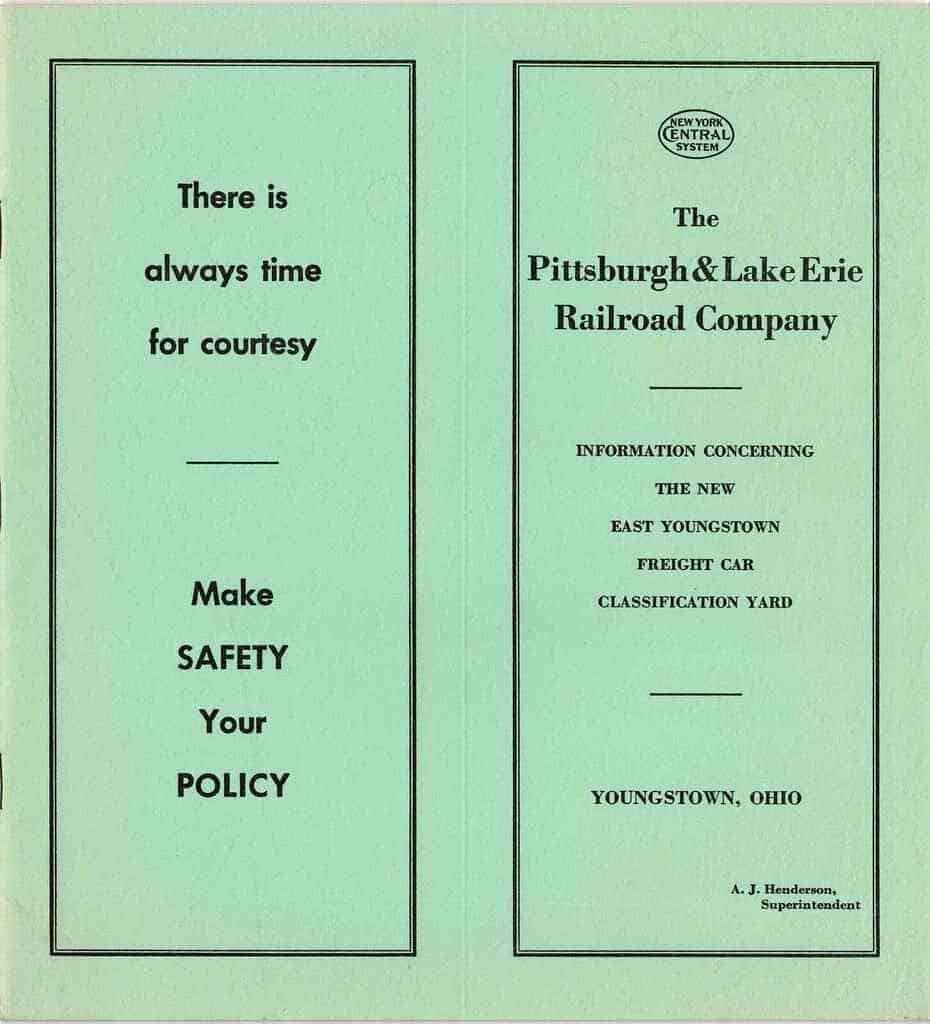 There is
always time
for courtesy
Make
SAFETY
Your
POLICY
NEW YORK
CENTRAL
SYSTEM
The
Pittsburgh & Lake Erie
Railroad Company
INFORMATION CONCERNING
THE NEW
EAST YOUNGSTOWN
FREIGHT CAR
CLASSIFICATION YARD
YOUNGSTOWN, OHIO
A. J. Henderson,
Superintendent